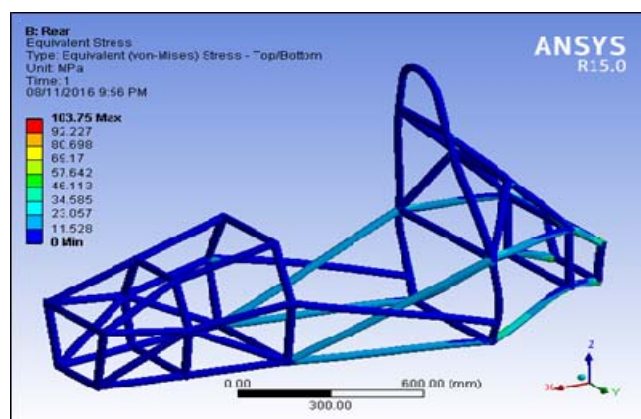 B: Rear
Equivalent Stress
Type: Equivalent (von-Mises) Stress - Top/Bottom
Unit: MPa
Time: 1
08/11/2016 9:56 PM
ANSYS
R15.0
103.75 Max
92.227
80.698
69.17
57.642
46.113
34.585
23.057
11.528
0 Min
0.00
600.00 (mm)
300.00
Z
X
Y